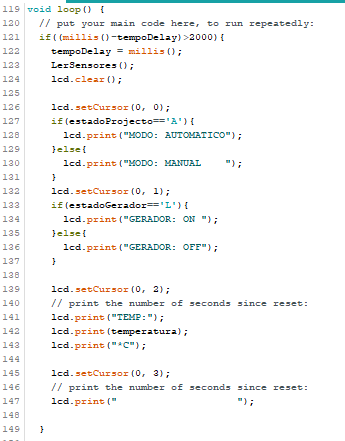 119 void loop() {
120   // put your main code here, to run repeatedly:
121   if((millis()-tempoDelay)>2000){
122     tempoDelay = millis();
123     LerSensores();
124     lcd.clear();
125
126     lcd.setCursor(0, 0);
127     if(estadoProjecto=='A'){
128       lcd.print("MODO: AUTOMATICO");
129     }else{
130       lcd.print("MODO: MANUAL    ");
131     }
132     lcd.setCursor(0, 1);
133     if(estadoGerador=='L'){
134       lcd.print("GERADOR: ON ");
135     }else{
136       lcd.print("GERADOR: OFF");
137     }
138
139     lcd.setCursor(0, 2);
140     // print the number of seconds since reset:
141     lcd.print("TEMP:");
142     lcd.print(temperatura);
143     lcd.print("*C");
144
145     lcd.setCursor(0, 3);
146     // print the number of seconds since reset:
147     lcd.print("                    ");
148
149   }